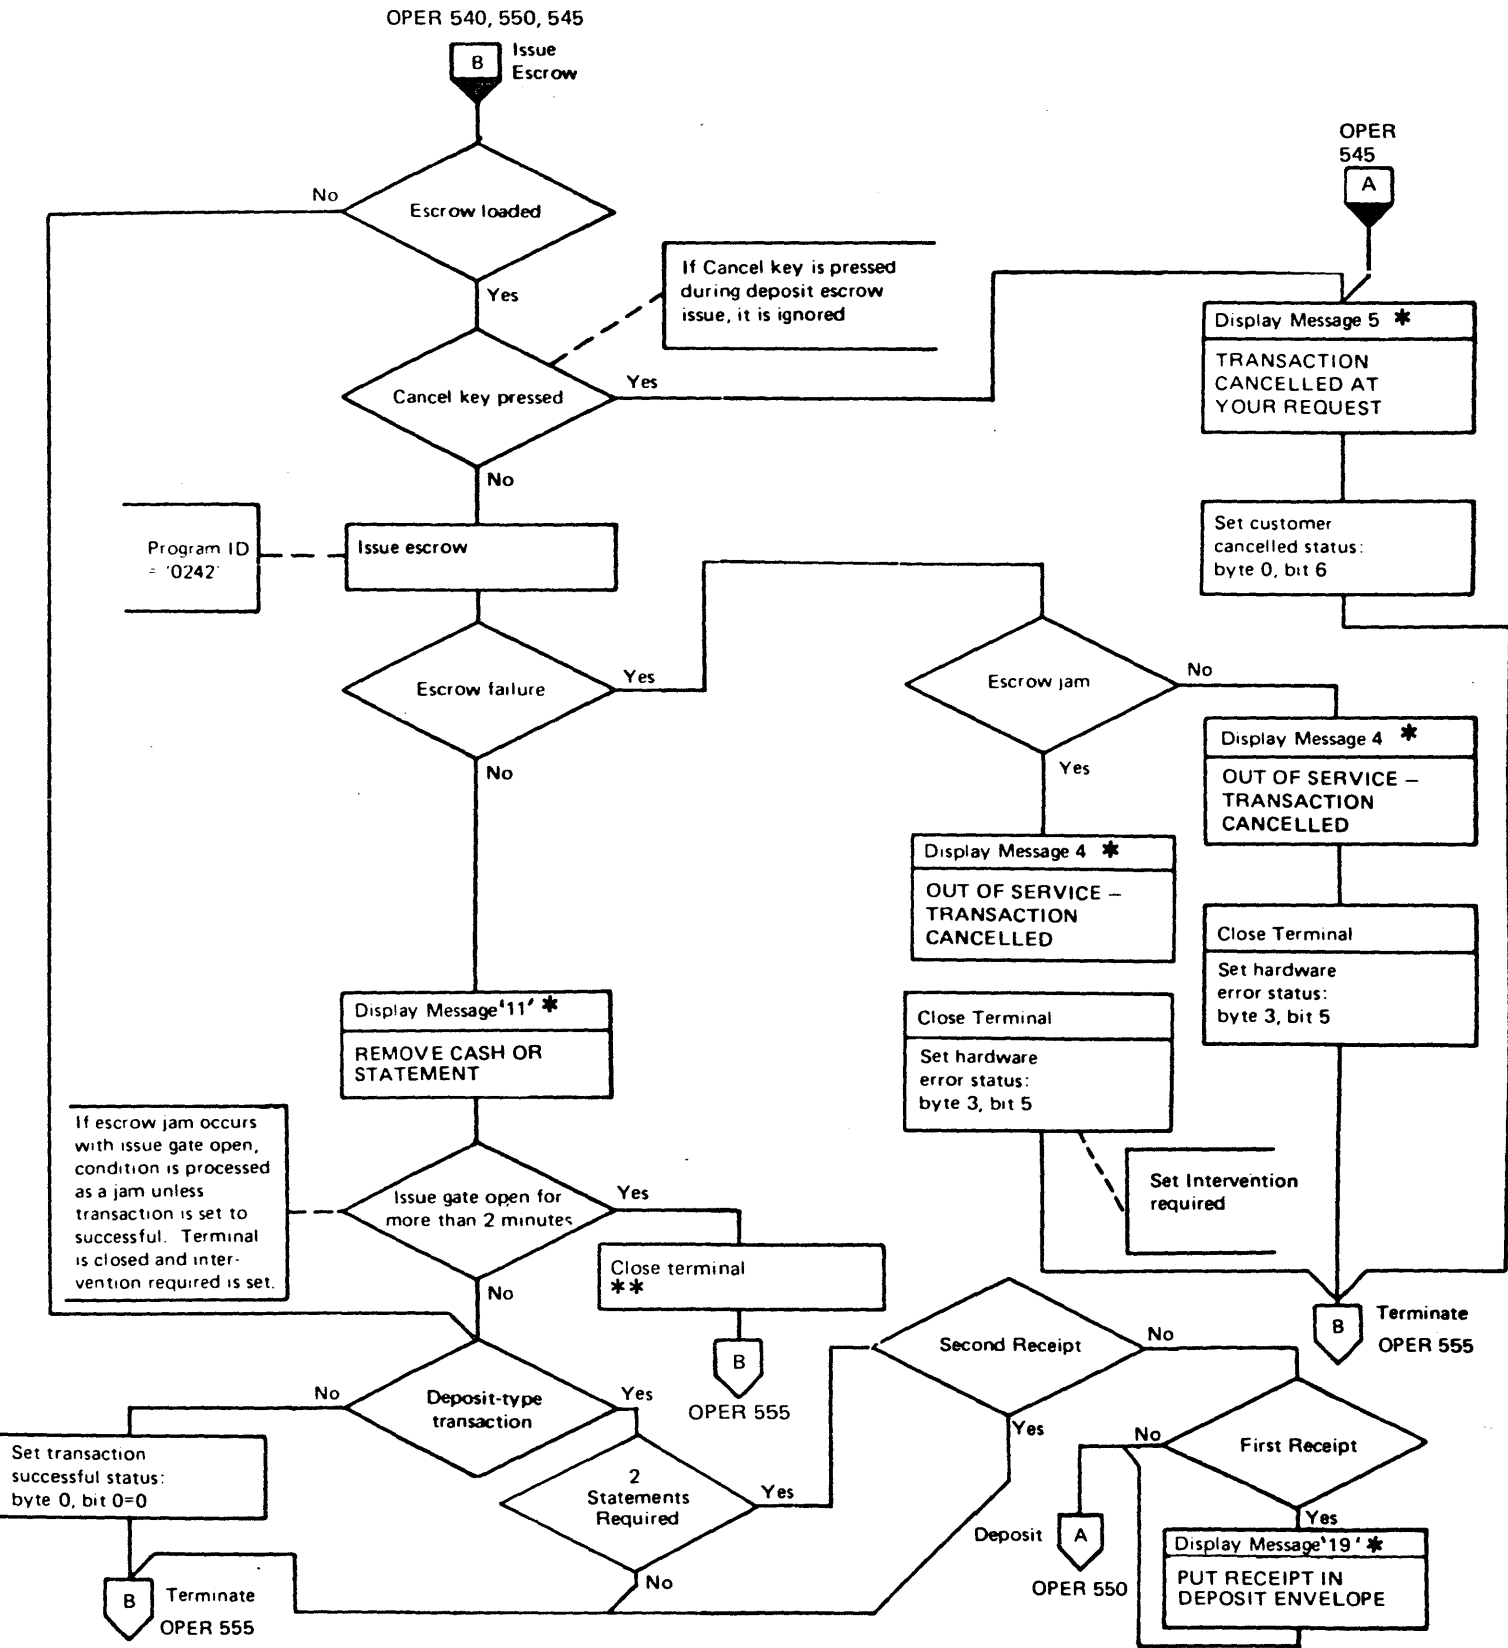 OPER 540, 550, 545
B
Issue
Escrow
OPER
545
A
No
Escrow loaded
Yes
If Cancel key is pressed
during deposit escrow
issue, it is ignored
Cancel key pressed
Yes
No
Display Message 5 *
TRANSACTION
CANCELLED AT
YOUR REQUEST
Set customer
cancelled status:
byte 0, bit 6
Program ID
= '0242'
Issue escrow
Escrow failure
Yes
No
Escrow jam
No
Yes
Display Message 4 *
OUT OF SERVICE –
TRANSACTION
CANCELLED
Display Message 4 *
OUT OF SERVICE –
TRANSACTION
CANCELLED
Close Terminal
Set hardware
error status:
byte 3, bit 5
Close Terminal
Set hardware
error status:
byte 3, bit 5
Set Intervention
required
Display Message '11' *
REMOVE CASH OR
STATEMENT
If escrow jam occurs
with issue gate open,
condition is processed
as a jam unless
transaction is set to
successful. Terminal
is closed and inter-
vention required is set.
Issue gate open for
more than 2 minutes
Yes
No
Close terminal
**
B
OPER 555
B
Terminate
OPER 555
Deposit-type
transaction
No
Yes
Set transaction
successful status:
byte 0, bit 0=0
B
Terminate
OPER 555
2
Statements
Required
Yes
No
Second Receipt
No
Yes
First Receipt
No
Yes
Deposit
A
OPER 550
Display Message '19' *
PUT RECEIPT IN
DEPOSIT ENVELOPE